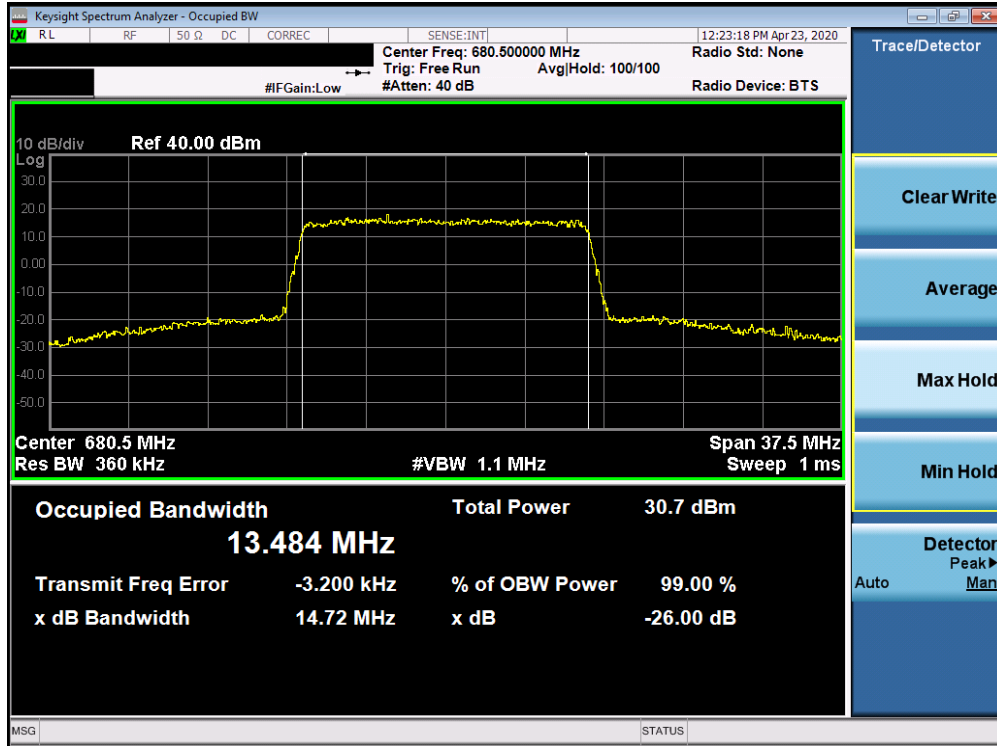 Keysight Spectrum Analyzer - Occupied BW
LXI RL RF 50 Ω DC CORREC SENSE:INT 12:23:18 PM Apr 23, 2020
Center Freq: 680.500000 MHz Radio Std: None
Trig: Free Run Avg|Hold: 100/100
#IFGain:Low #Atten: 40 dB Radio Device: BTS
Trace/Detector
10 dB/div Ref 40.00 dBm
Log
30.0
20.0
10.0
0.00
-10.0
-20.0
-30.0
-40.0
-50.0
Center 680.5 MHz Span 37.5 MHz
Res BW 360 kHz #VBW 1.1 MHz Sweep 1 ms
Occupied Bandwidth Total Power 30.7 dBm
13.484 MHz
Transmit Freq Error -3.200 kHz % of OBW Power 99.00 %
x dB Bandwidth 14.72 MHz x dB -26.00 dB
Clear Write
Average
Max Hold
Min Hold
Detector
Peak▶
Auto Man
MSG STATUS